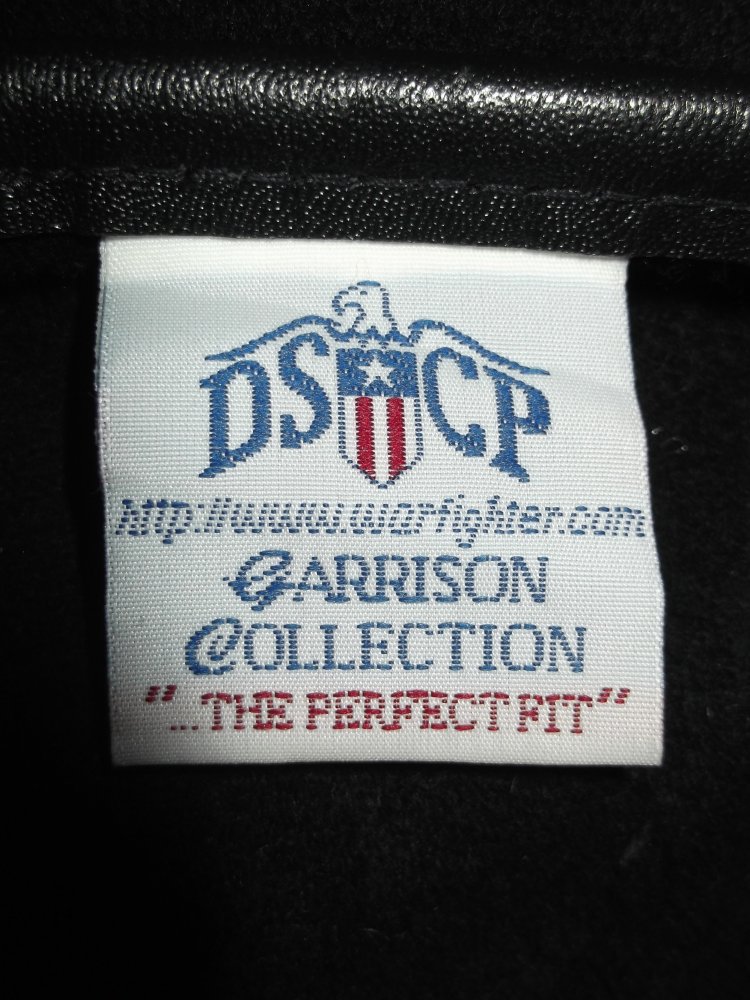 DSCP
http://www.warfighter.com
GARRISON
COLLECTION
"...THE PERFECT FIT"